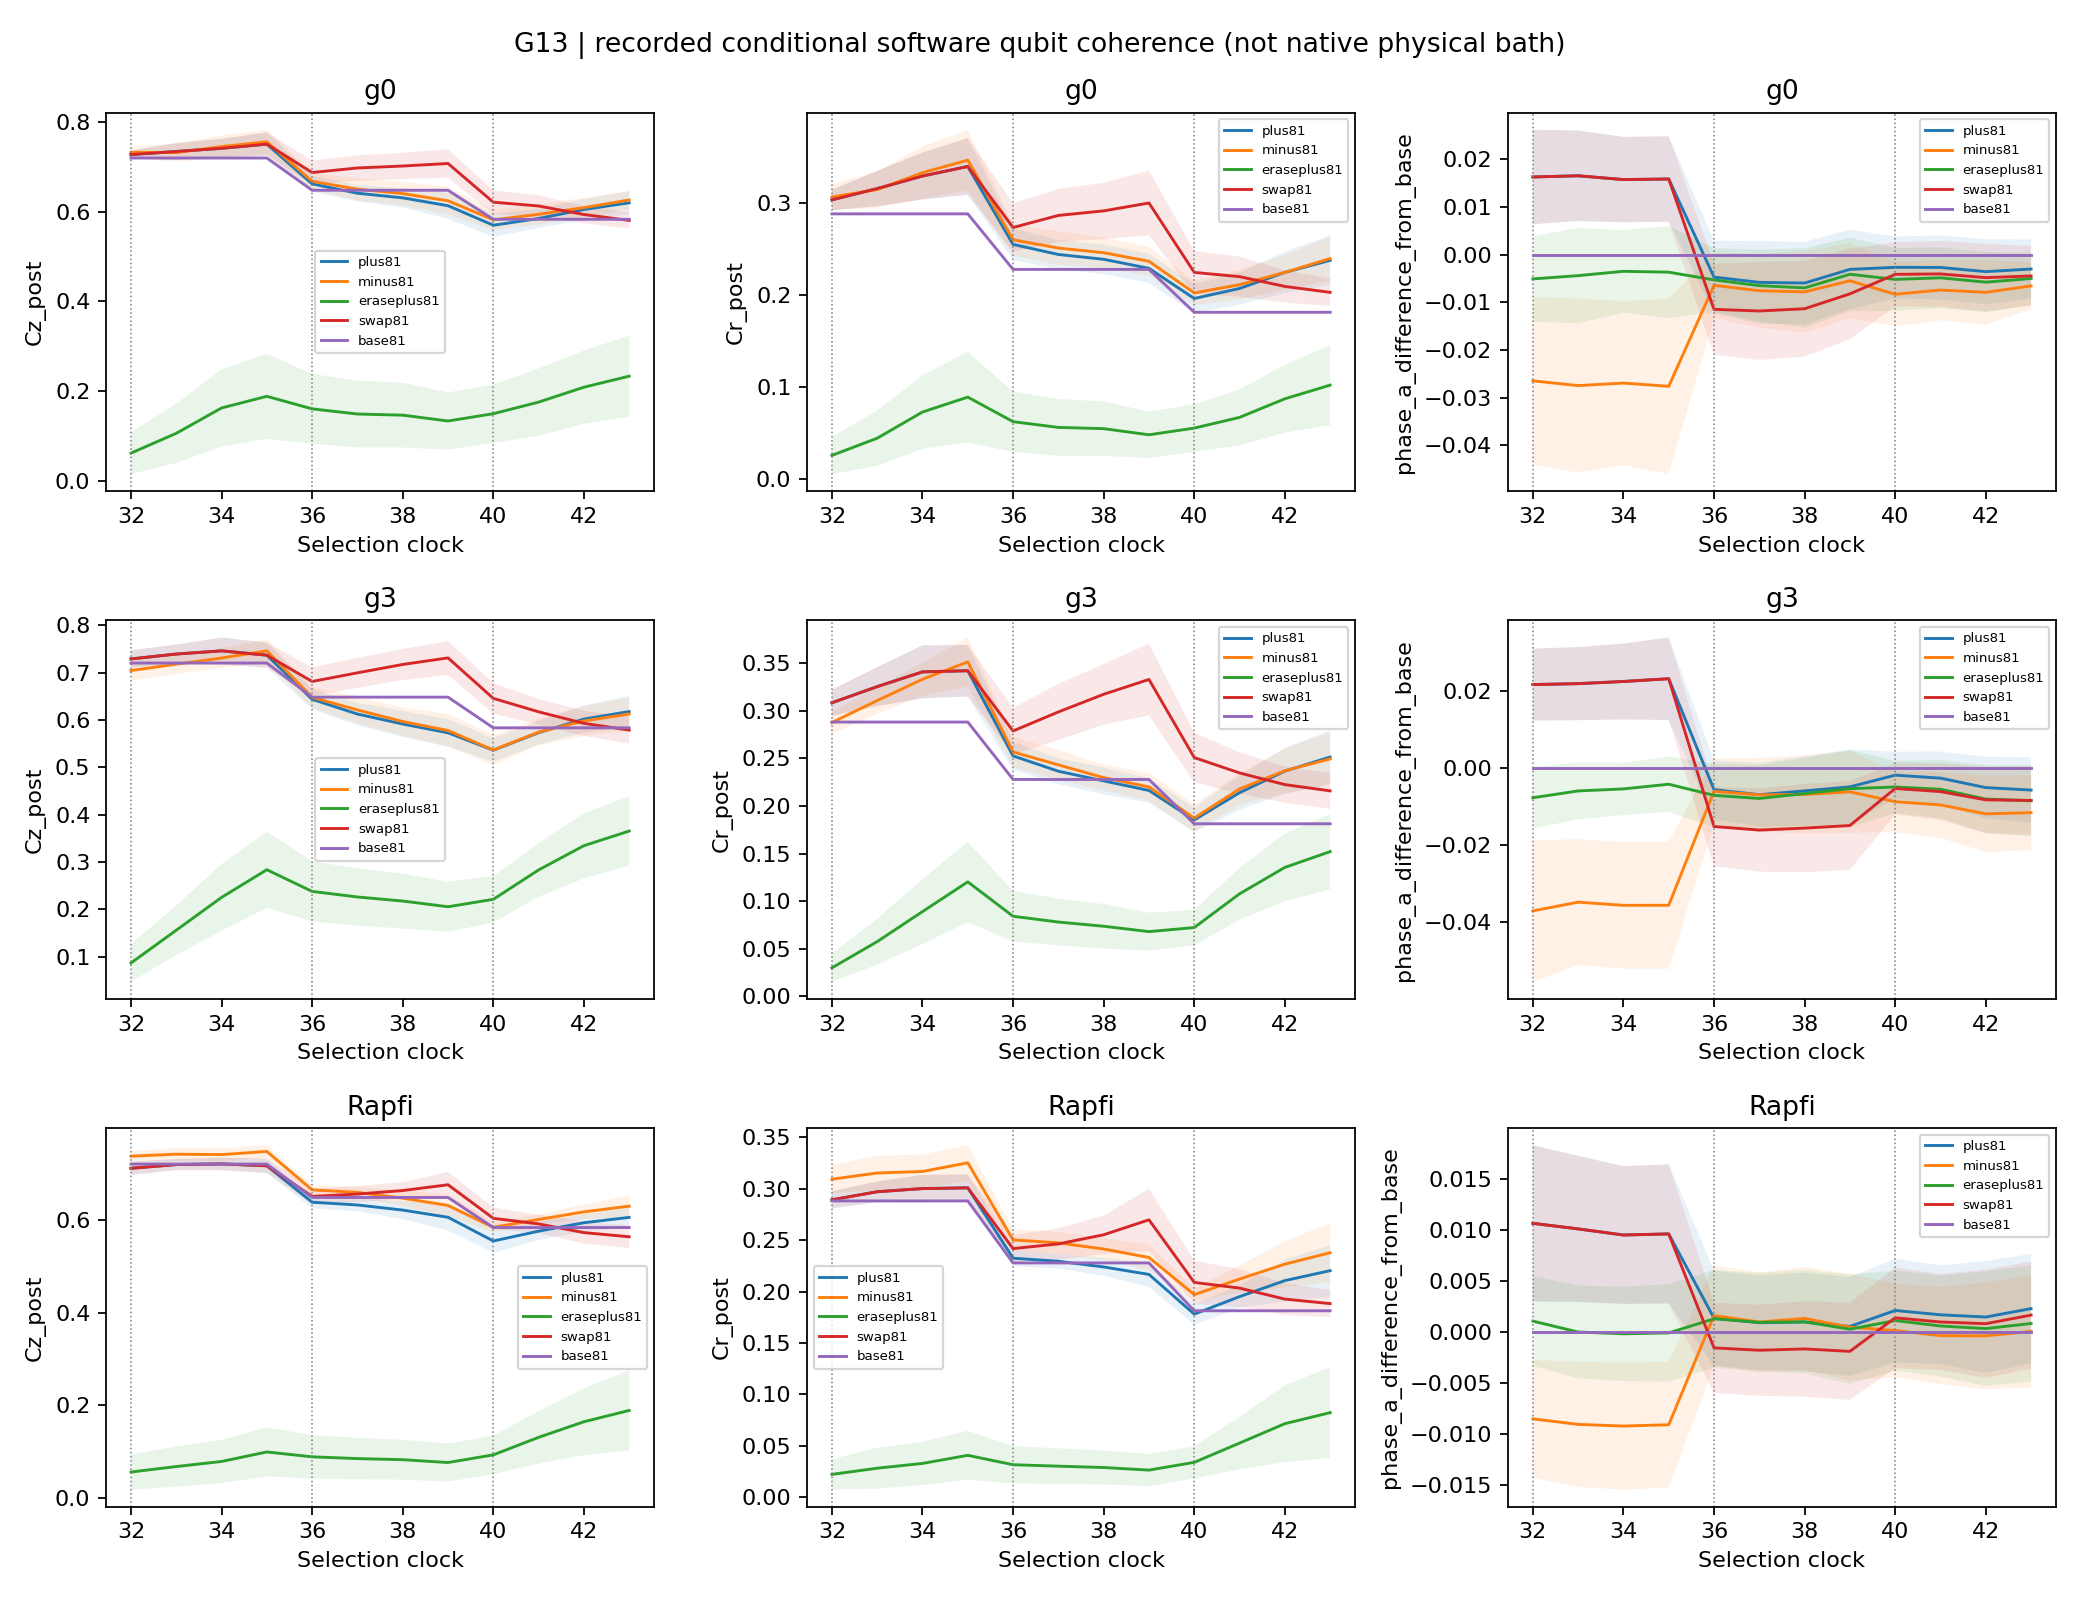 G13 | recorded conditional software qubit coherence (not native physical bath)
g0
Cz_post
0.8
0.6
0.4
0.2
0.0
plus81
minus81
eraseplus81
swap81
base81
32 34 36 38 40 42
Selection clock
g0
Cr_post
0.3
0.2
0.1
0.0
plus81
minus81
eraseplus81
swap81
base81
32 34 36 38 40 42
Selection clock
g0
phase_a_difference_from_base
0.02
0.01
0.00
−0.01
−0.02
−0.03
−0.04
plus81
minus81
eraseplus81
swap81
base81
32 34 36 38 40 42
Selection clock
g3
Cz_post
0.8
0.7
0.6
0.5
0.4
0.3
0.2
0.1
plus81
minus81
eraseplus81
swap81
base81
32 34 36 38 40 42
Selection clock
g3
Cr_post
0.35
0.30
0.25
0.20
0.15
0.10
0.05
0.00
plus81
minus81
eraseplus81
swap81
base81
32 34 36 38 40 42
Selection clock
g3
phase_a_difference_from_base
0.02
0.00
−0.02
−0.04
plus81
minus81
eraseplus81
swap81
base81
32 34 36 38 40 42
Selection clock
Rapfi
Cz_post
0.6
0.4
0.2
0.0
plus81
minus81
eraseplus81
swap81
base81
32 34 36 38 40 42
Selection clock
Rapfi
Cr_post
0.35
0.30
0.25
0.20
0.15
0.10
0.05
0.00
plus81
minus81
eraseplus81
swap81
base81
32 34 36 38 40 42
Selection clock
Rapfi
phase_a_difference_from_base
0.015
0.010
0.005
0.000
−0.005
−0.010
−0.015
plus81
minus81
eraseplus81
swap81
base81
32 34 36 38 40 42
Selection clock